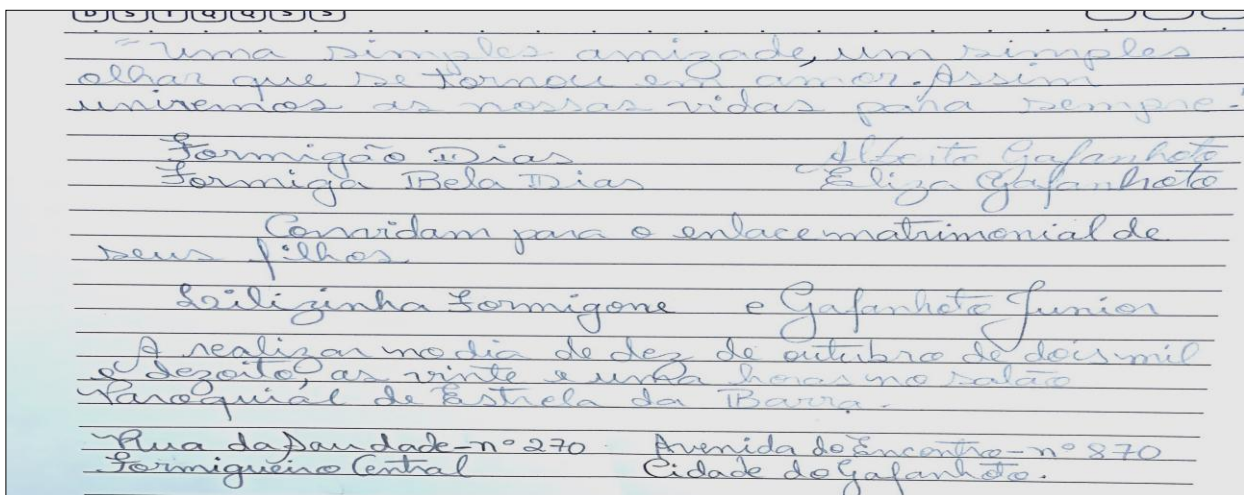 D S T Q Q S S
"Uma simples amizade, um simples
olhar que se tornou em amor. Assim
uniremos as nossas vidas para sempre."
Formigão Dias Alberto Gafanhoto
Formiga Bela Dias Eliza Gafanhoto
Convidam para o enlace matrimonial de
seus filhos
Lilizinha Formigone e Gafanhoto Junior
A realizar no dia de dez de outubro de dois mil
e dezoito, as vinte e uma horas no salão
Paroquial de Estrela da Barra.
Rua da Saudade - nº 270 Avenida do Encontro - nº 870
Formigueiro Central Cidade do Gafanhoto.